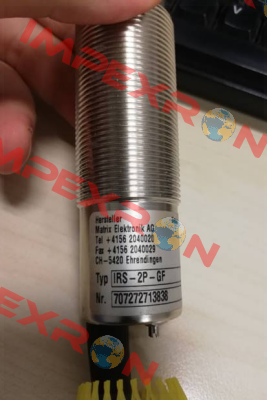 IMPEXRON
IMPEXRON
Hersteller
Matrix Elektronik AG
Tel +4156 2040020
Fax +4156 2040029
CH-5420 Ehrendingen
Typ IRS-2P-GF
Nr. 707272713838
IMPEXRON